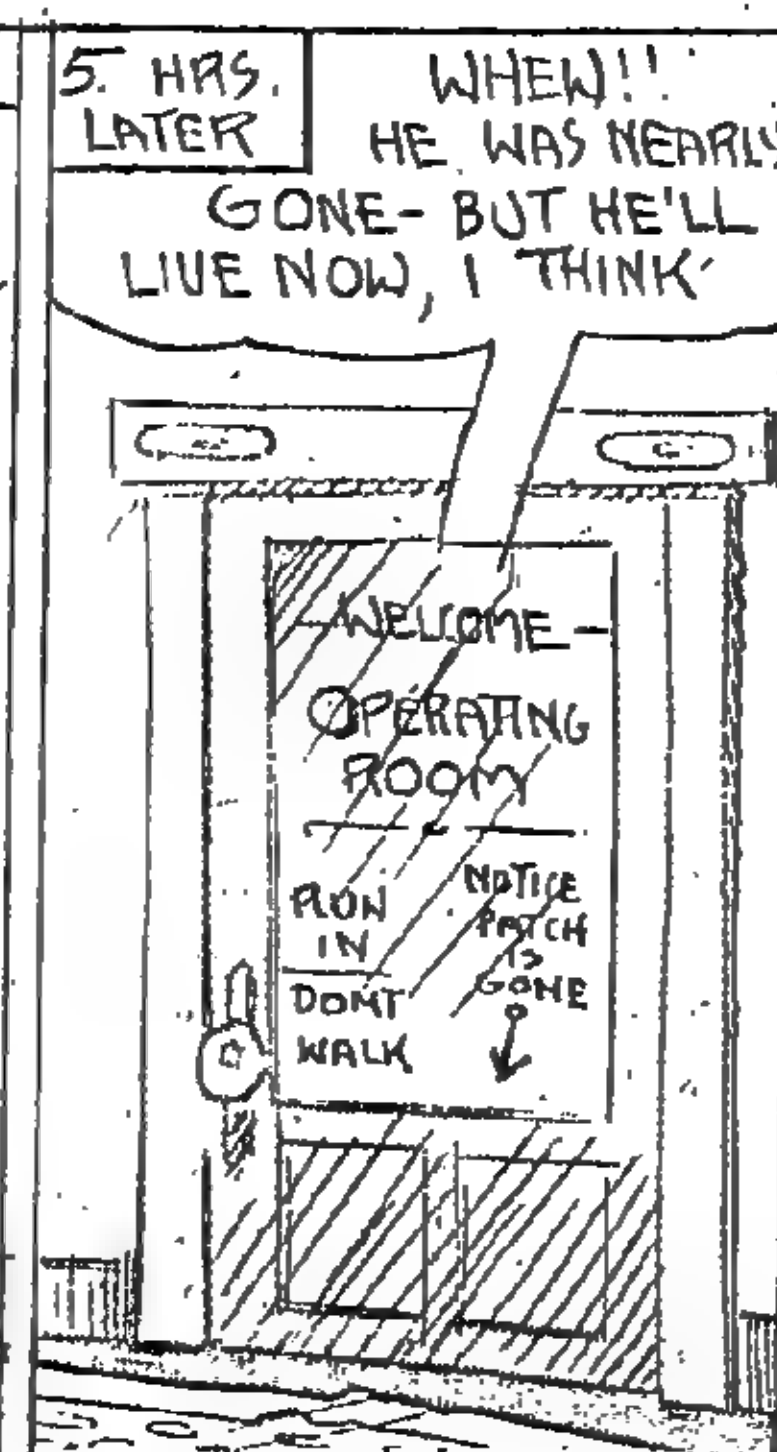 5. HRS.
LATER
WHEW!!
HE WAS NEARLY
GONE- BUT HE'LL
LIVE NOW, I THINK
-WELCOME-
OPERATING
ROOM
RUN
IN
DONT
WALK
NOTICE
PATCH
IS
GONE